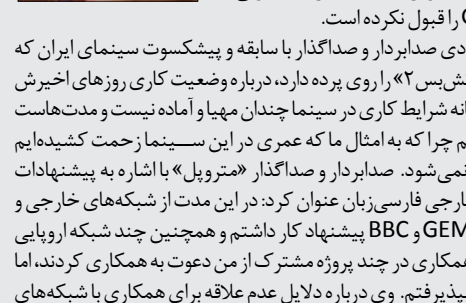 را قبول نکرده است.
دی صدابردار و صداگذار با سابقه و پیشکسوت سینمای ایران که
ش‌بس۲» را روی پرده دارد، درباره وضعیت کاری روزهای اخیرش
انه شرایط کاری در سینما چندان مهیا و آماده نیست و مدت‌هاست
م چرا که به امثال ما که عمری در این سـینما زحمت کشیده‌ایم
نمی‌شود. صدابردار و صداگذار «متروپل» با اشاره به پیشنهادات
ارجی فارسی‌زبان عنوان کرد: در این مدت از شبکه‌های خارجی و
GEM و BBC پیشنهاد کار داشتم و همچنین چند شبکه اروپایی
همکاری در چند پروژه مشترک از من دعوت به همکاری کردند، اما
پذیرفتم. وی درباره دلایل عدم علاقه برای همکاری با شبکه‌های